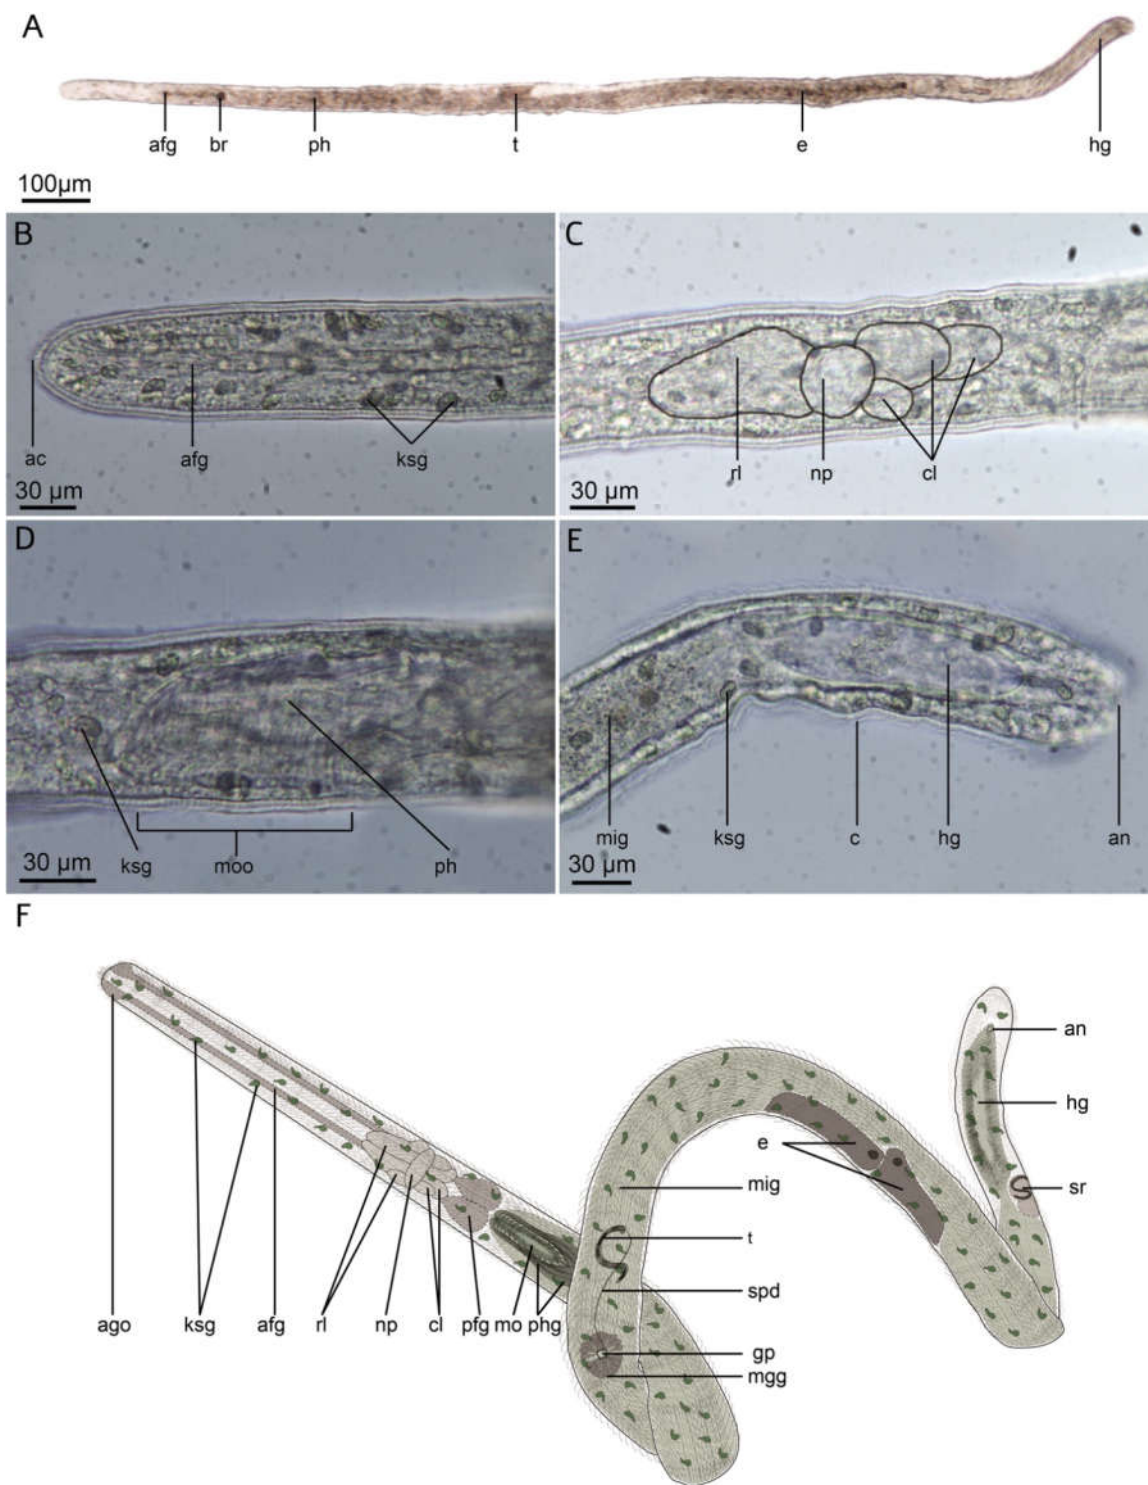 A
afg br ph t e hg
100μm
B
ac afg ksg
30 μm
C
rl np cl
D
ksg moo ph
30 μm
E
mig ksg c hg an
30 μm
F
an
hg
e
mig
sr
t
spd
ago ksg afg rl np cl pfg mo phg
gp
mgg